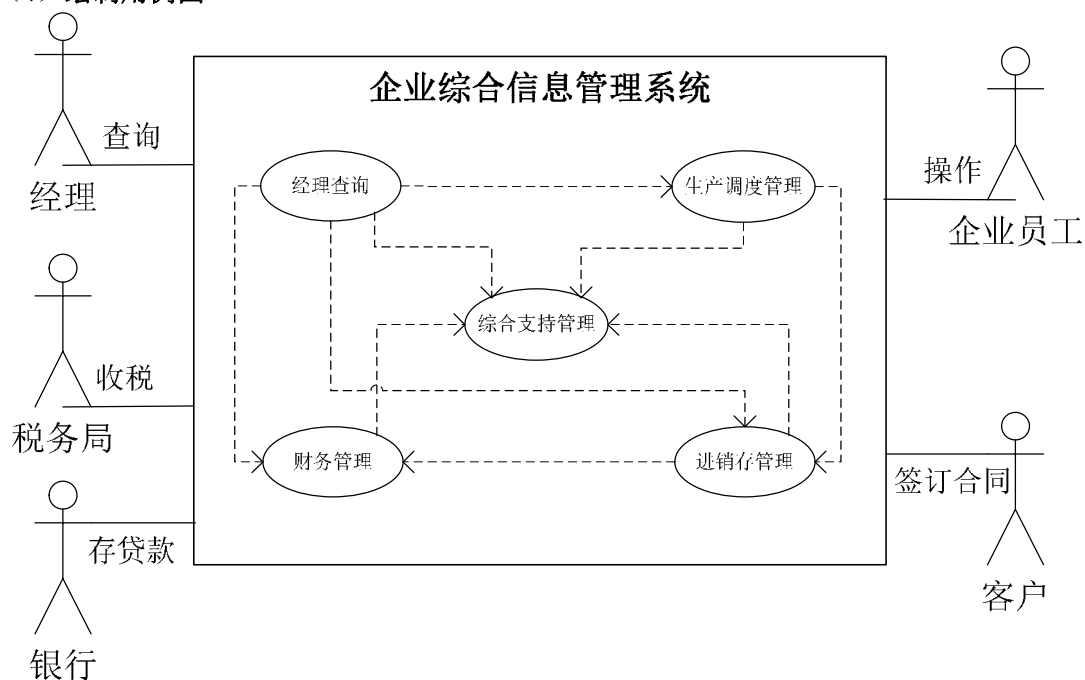 企业综合信息管理系统
查询
经理
经理查询
生产调度管理
操作
企业员工
综合支持管理
收税
税务局
财务管理
进销存管理
签订合同
存贷款
客户
银行